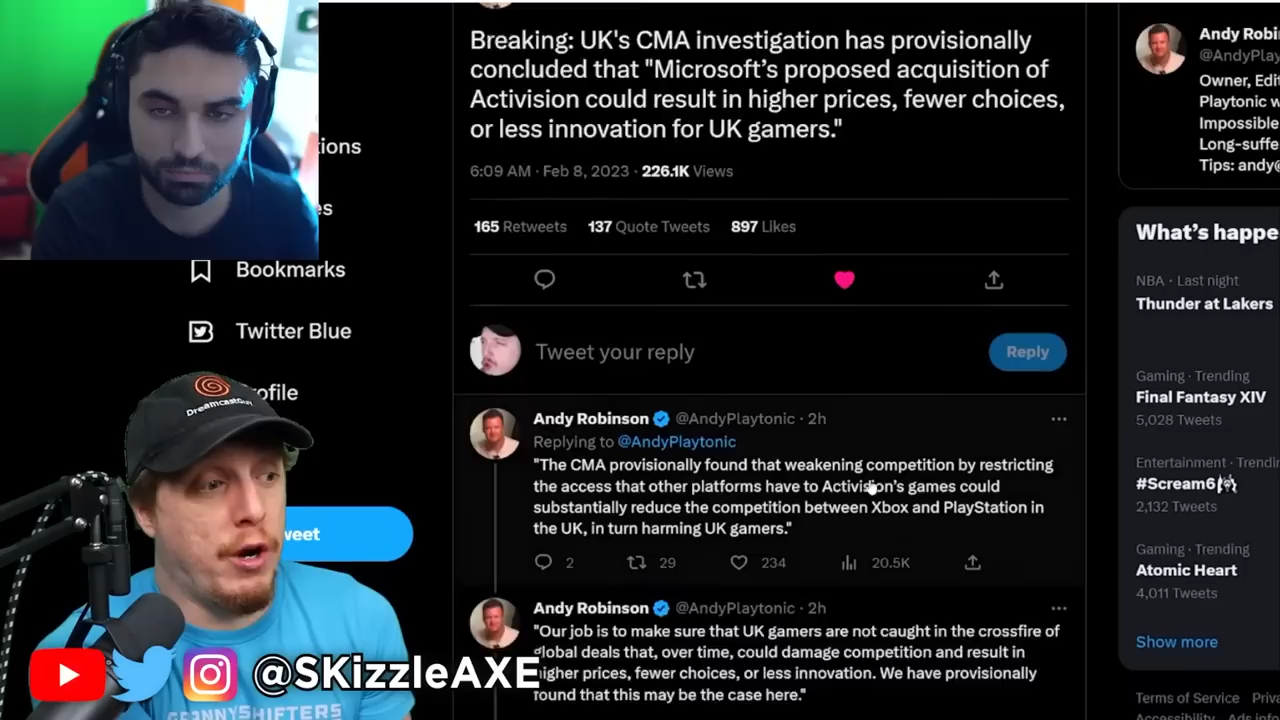 Breaking: UK's CMA investigation has provisionally
concluded that "Microsoft's proposed acquisition of
Activision could result in higher prices, fewer choices,
or less innovation for UK gamers."
6:09 AM · Feb 8, 2023 · 226.1K Views
165 Retweets 137 Quote Tweets 897 Likes
Bookmarks
Twitter Blue
Tweet your reply
Reply
Andy Robinson @AndyPlaytonic · 2h
Replying to @AndyPlaytonic
"The CMA provisionally found that weakening competition by restricting
the access that other platforms have to Activision's games could
substantially reduce the competition between Xbox and PlayStation in
the UK, in turn harming UK gamers."
2 29 234 20.5K
Andy Robinson @AndyPlaytonic · 2h
"Our job is to make sure that UK gamers are not caught in the crossfire of
global deals that, over time, could damage competition and result in
higher prices, fewer choices, or less innovation. We have provisionally
found that this may be the case here."
Andy Robi
@AndyPlay
Owner, Edit
Playtonic w
Impossible
Long-suffe
Tips: andy@
What's happe
NBA · Last night
Thunder at Lakers
Gaming · Trending
Final Fantasy XIV
5,028 Tweets
Entertainment · Trendin
#Scream6
2,132 Tweets
Gaming · Trending
Atomic Heart
4,011 Tweets
Show more
Terms of Service Priva
DreamcastGuy
@SKizzleAXE